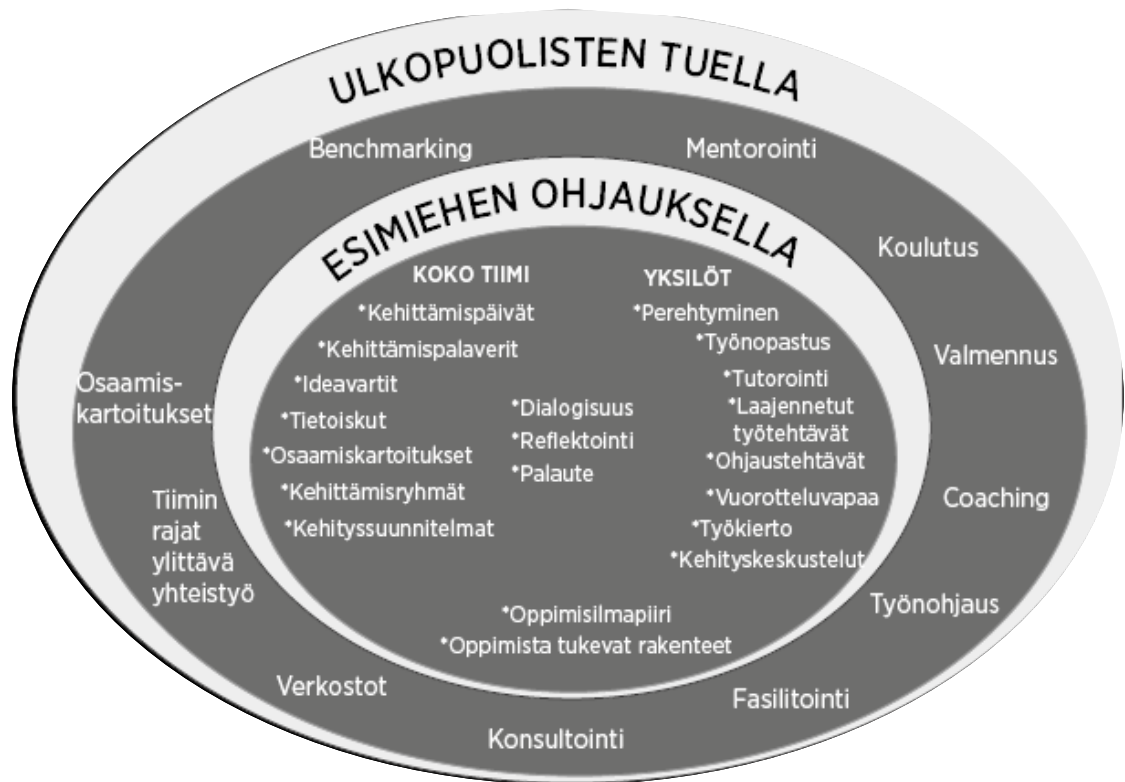 ULKOPUOLISTEN TUELLA
Benchmarking
Mentorointi
Koulutus
Valmennus
Coaching
Työnohjaus
Fasilitointi
Konsultointi
Verkostot
Tiimin
rajat
ylittävä
yhteistyö
Osaamis-
kartoitukset
ESIMIEHEN OHJAUKSELLA
KOKO TIIMI
*Kehittämispäivät
*Kehittämispalaverit
*Ideavartit
*Tietoiskut
*Osaamiskartoitukset
*Kehittämisryhmät
*Kehityssuunnitelmat
*Dialogisuus
*Reflektointi
*Palaute
YKSILÖT
*Perehtyminen
*Työnopastus
*Tutorointi
*Laajennetut
työtehtävät
*Ohjaustehtävät
*Vuorotteluvapaa
*Työkierto
*Kehityskeskustelut
*Oppimisilmapiiri
*Oppimista tukevat rakenteet